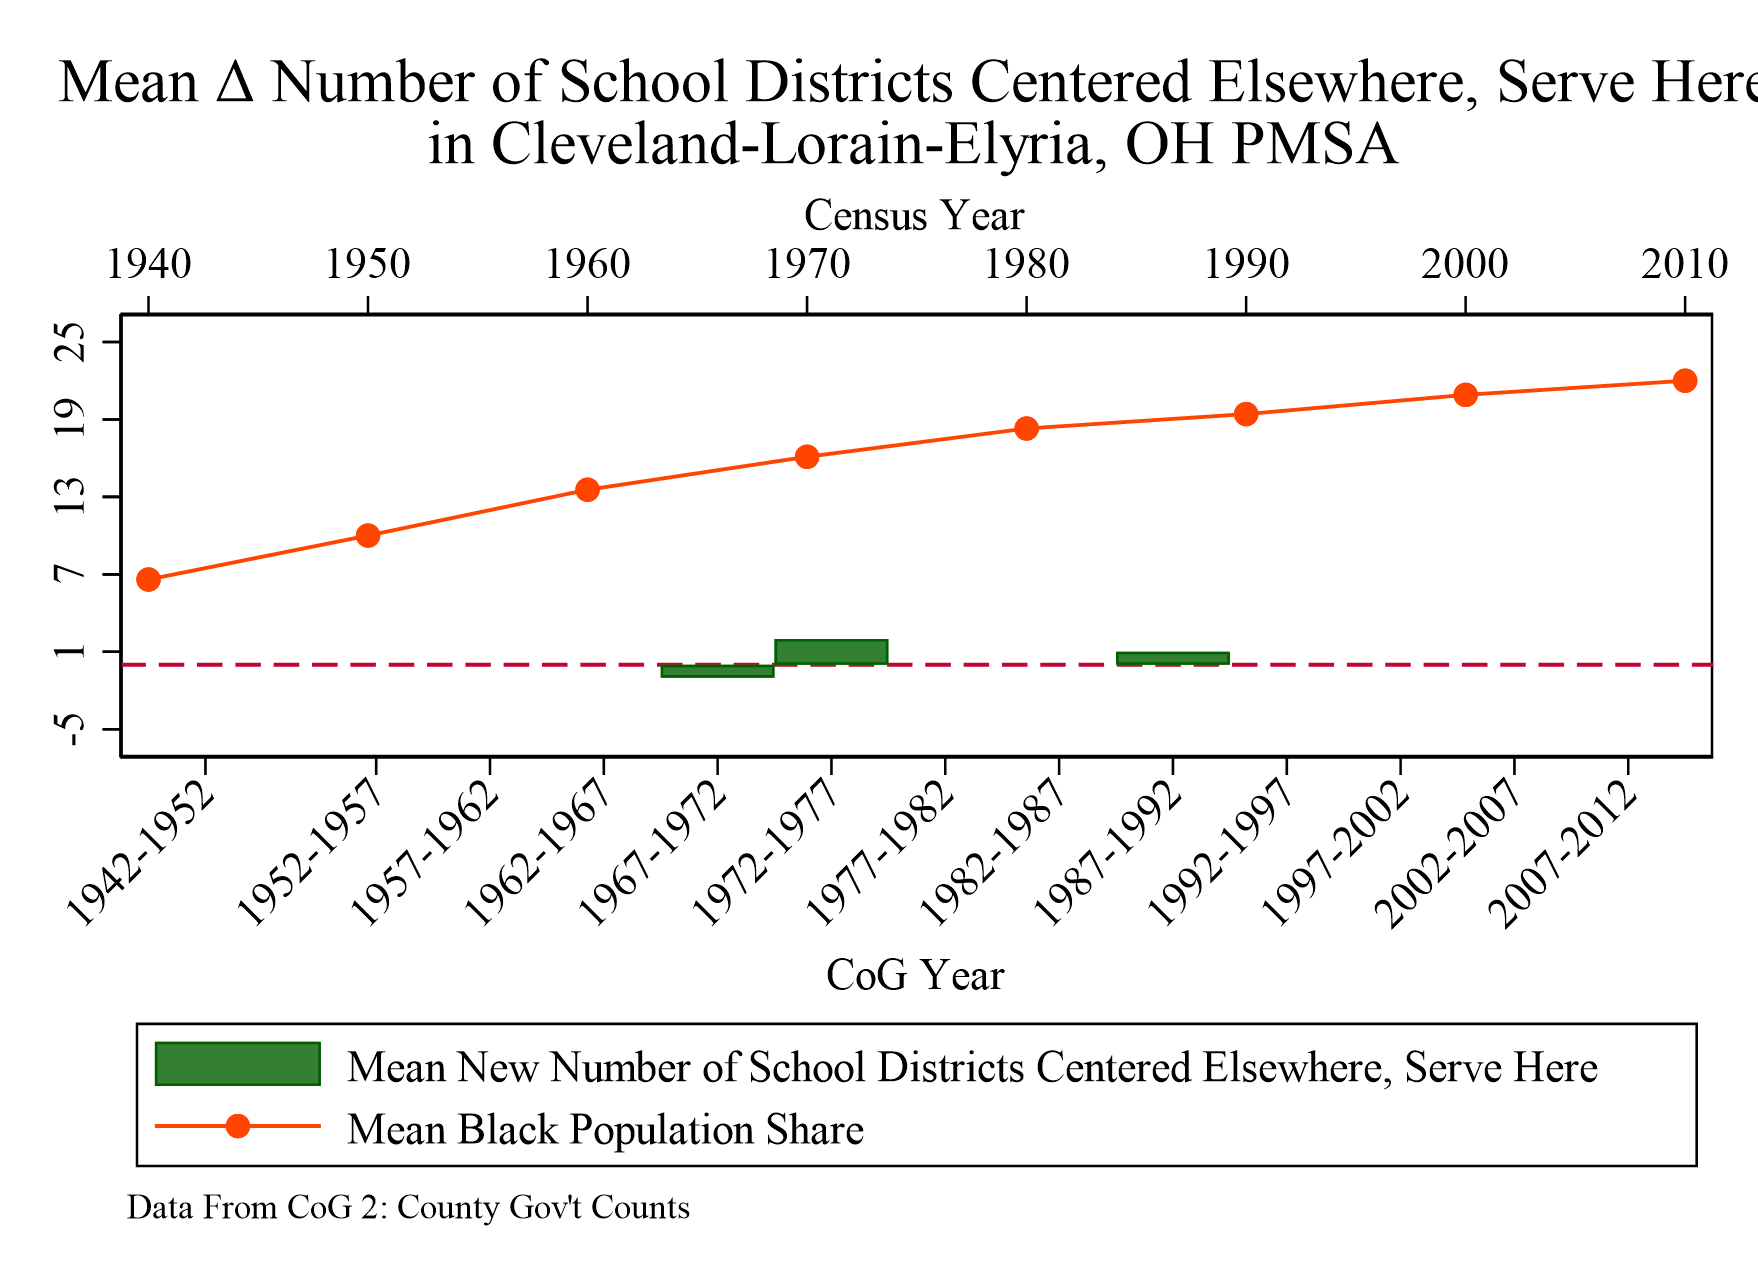 Mean Δ Number of School Districts Centered Elsewhere, Serve Here
in Cleveland-Lorain-Elyria, OH PMSA
Census Year
1940 1950 1960 1970 1980 1990 2000 2010
25
19
13
7
1
-5
1942-1952 1952-1957 1957-1962 1962-1967 1967-1972 1972-1977 1977-1982 1982-1987 1987-1992 1992-1997 1997-2002 2002-2007 2007-2012
CoG Year
Mean New Number of School Districts Centered Elsewhere, Serve Here
Mean Black Population Share
Data From CoG 2: County Gov't Counts